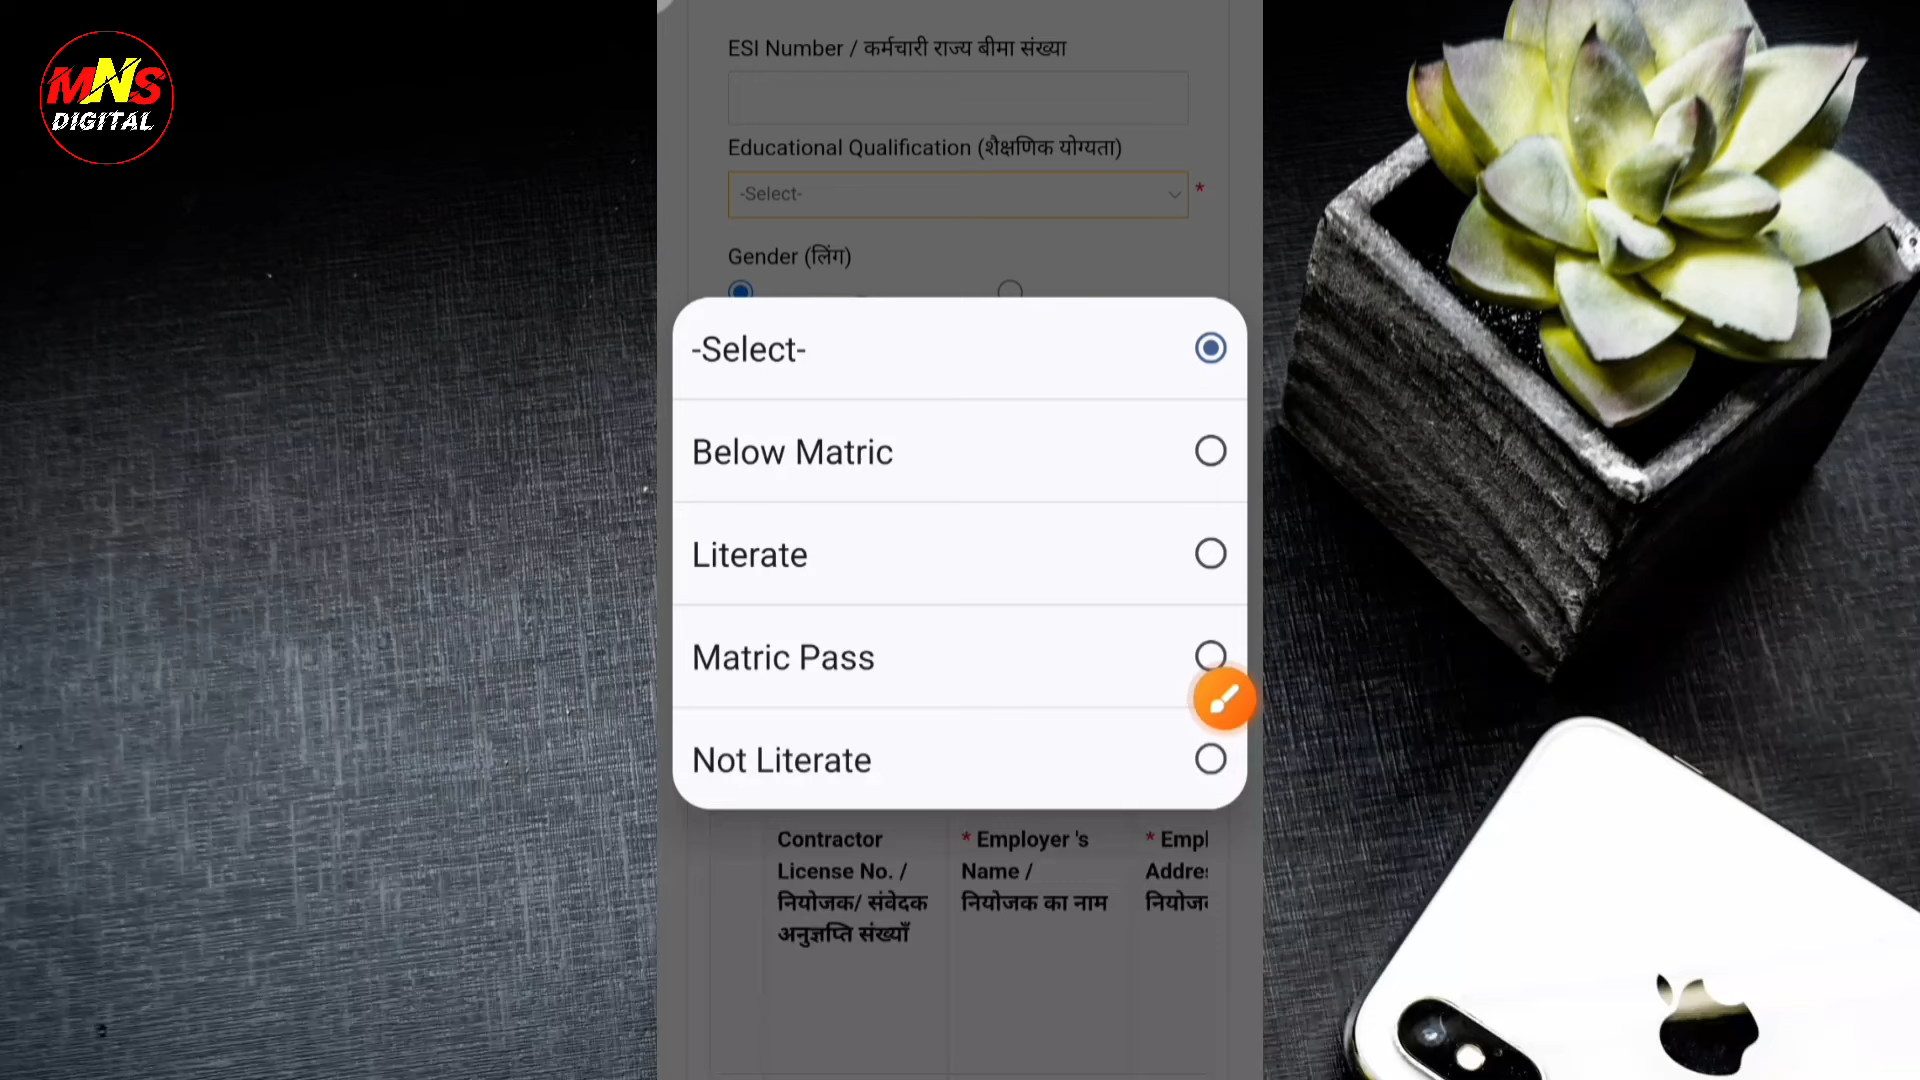 MNS
DIGITAL
ESI Number / कर्मचारी राज्य बीमा संख्या
Educational Qualification (शैक्षणिक योग्यता)
-Select-
*
Gender (लिंग)
-Select-
Below Matric
Literate
Matric Pass
Not Literate
Contractor
License No. /
नियोजक/ संवेदक
अनुज्ञप्ति संख्याँ
* Employer 's
Name /
नियोजक का नाम
* Empl
Addre
नियोज